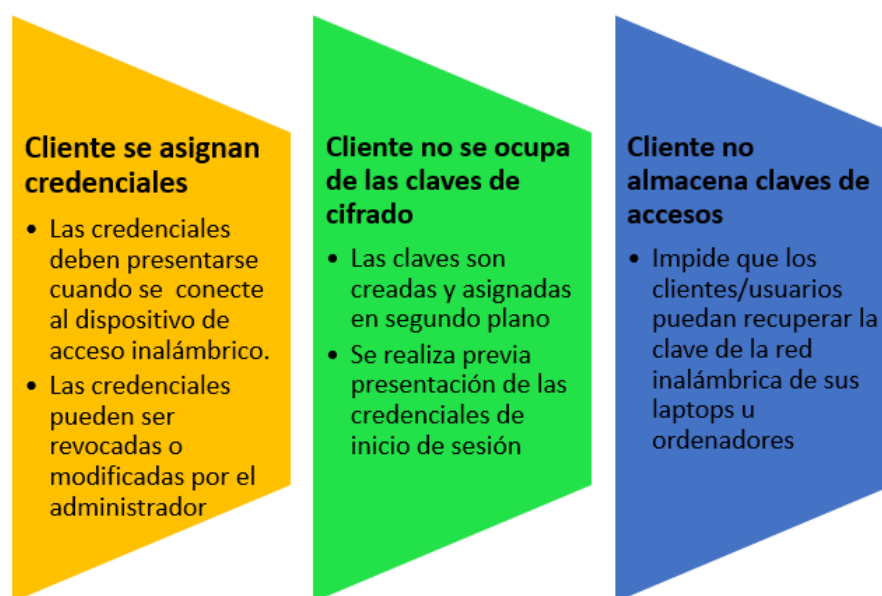 Cliente se asignan
credenciales
• Las credenciales
deben presentarse
cuando se conecte
al dispositivo de
acceso inalámbrico.
• Las credenciales
pueden ser
revocadas o
modificadas por el
administrador
Cliente no se ocupa
de las claves de
cifrado
• Las claves son
creadas y asignadas
en segundo plano
• Se realiza previa
presentación de las
credenciales de
inicio de sesión
Cliente no
almacena claves de
accesos
• Impide que los
clientes/usuarios
puedan recuperar la
clave de la red
inalámbrica de sus
laptops u
ordenadores